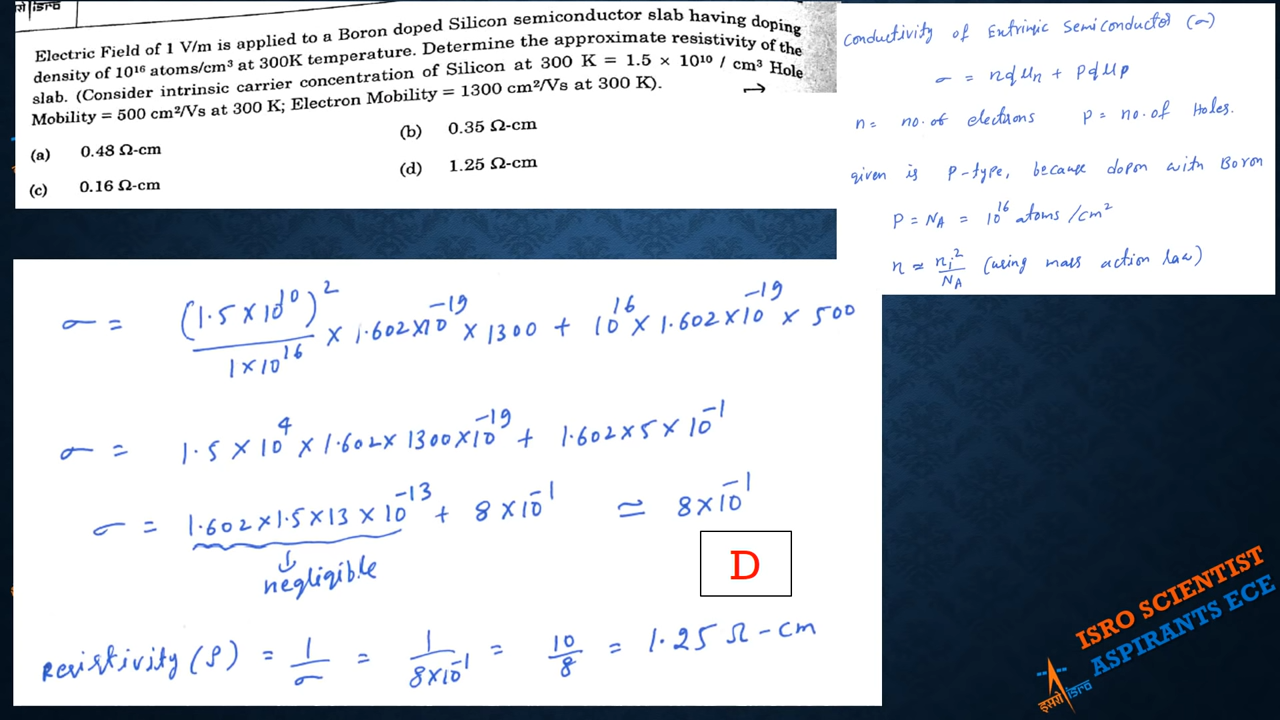 इसरो isro
Electric Field of 1 V/m is applied to a Boron doped Silicon semiconductor slab having doping
density of 10¹⁶ atoms/cm³ at 300K temperature. Determine the approximate resistivity of the
slab. (Consider intrinsic carrier concentration of Silicon at 300 K = 1.5 × 10¹⁰ / cm³ Hole
Mobility = 500 cm²/Vs at 300 K; Electron Mobility = 1300 cm²/Vs at 300 K).
(a) 0.48 Ω-cm (b) 0.35 Ω-cm
(c) 0.16 Ω-cm (d) 1.25 Ω-cm
Conductivity of Extrinsic Semiconductor (σ)
σ = nqμn + pqμp
n = no. of electrons P = no. of Holes.
given is P-type, because dopon with Boron
P = NA = 10¹⁶ atoms/cm²
n ≃ ni²/NA (using mass action law)
σ = (1.5×10¹⁰)²/1×10¹⁶ × 1.602×10⁻¹⁹ × 1300 + 10¹⁶ × 1.602×10⁻¹⁹ × 500
σ = 1.5 × 10⁴ × 1.602 × 1300 × 10⁻¹⁹ + 1.602×5×10⁻¹
σ = 1.602×1.5×13×10⁻¹³ + 8×10⁻¹ ≃ 8×10⁻¹
negligible
D
Resistivity (ρ) = 1/σ = 1/8×10⁻¹ = 10/8 = 1.25 Ω-cm
ISRO SCIENTIST
ASPIRANTS ECE
इसरो isro